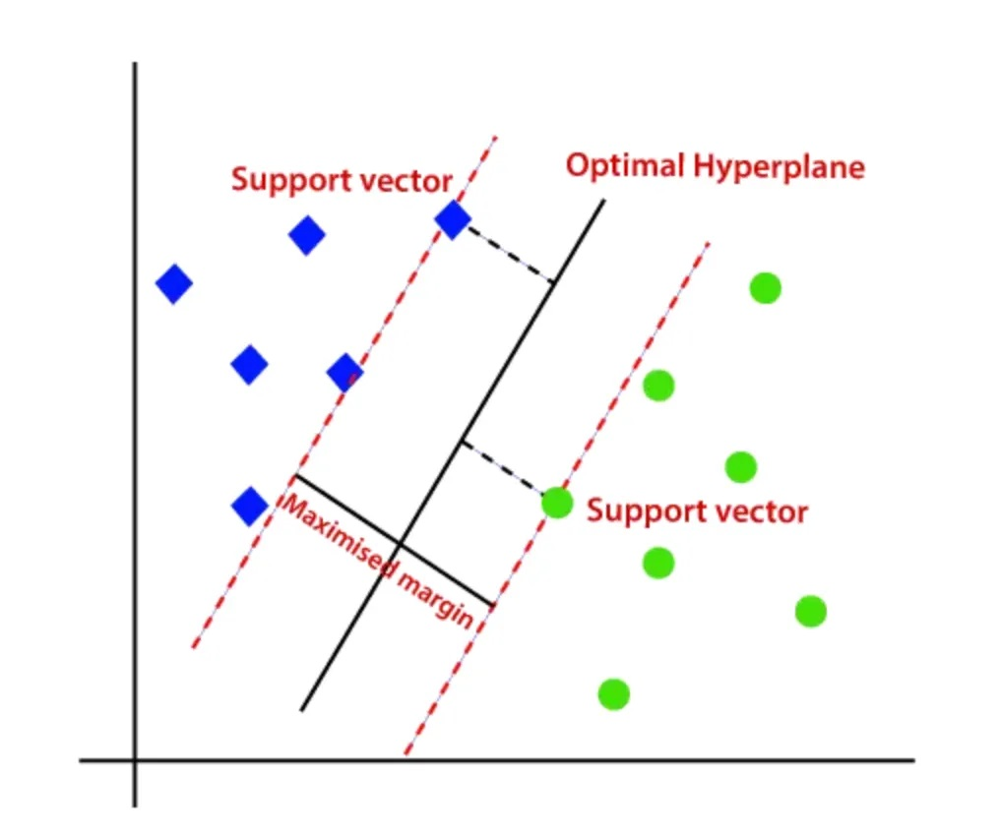 Optimal Hyperplane
Support vector
Support vector
Maximised margin